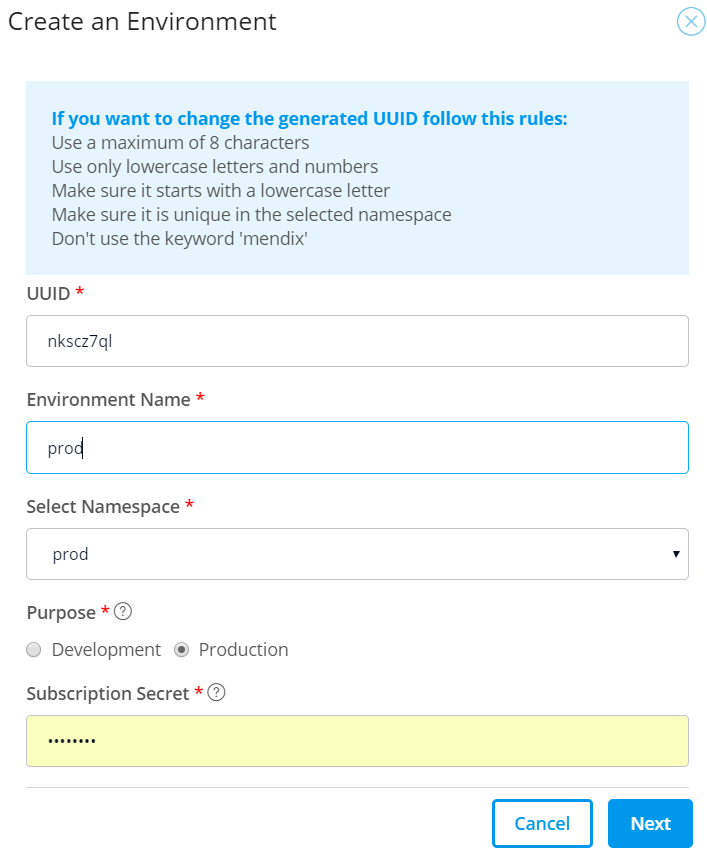 Create an Environment
If you want to change the generated UUID follow this rules:
Use a maximum of 8 characters
Use only lowercase letters and numbers
Make sure it starts with a lowercase letter
Make sure it is unique in the selected namespace
Don't use the keyword 'mendix'
UUID *
nkscz7ql
Environment Name *
prod
Select Namespace *
prod
Purpose * ?
Development Production
Subscription Secret * ?
••••••••
Cancel Next